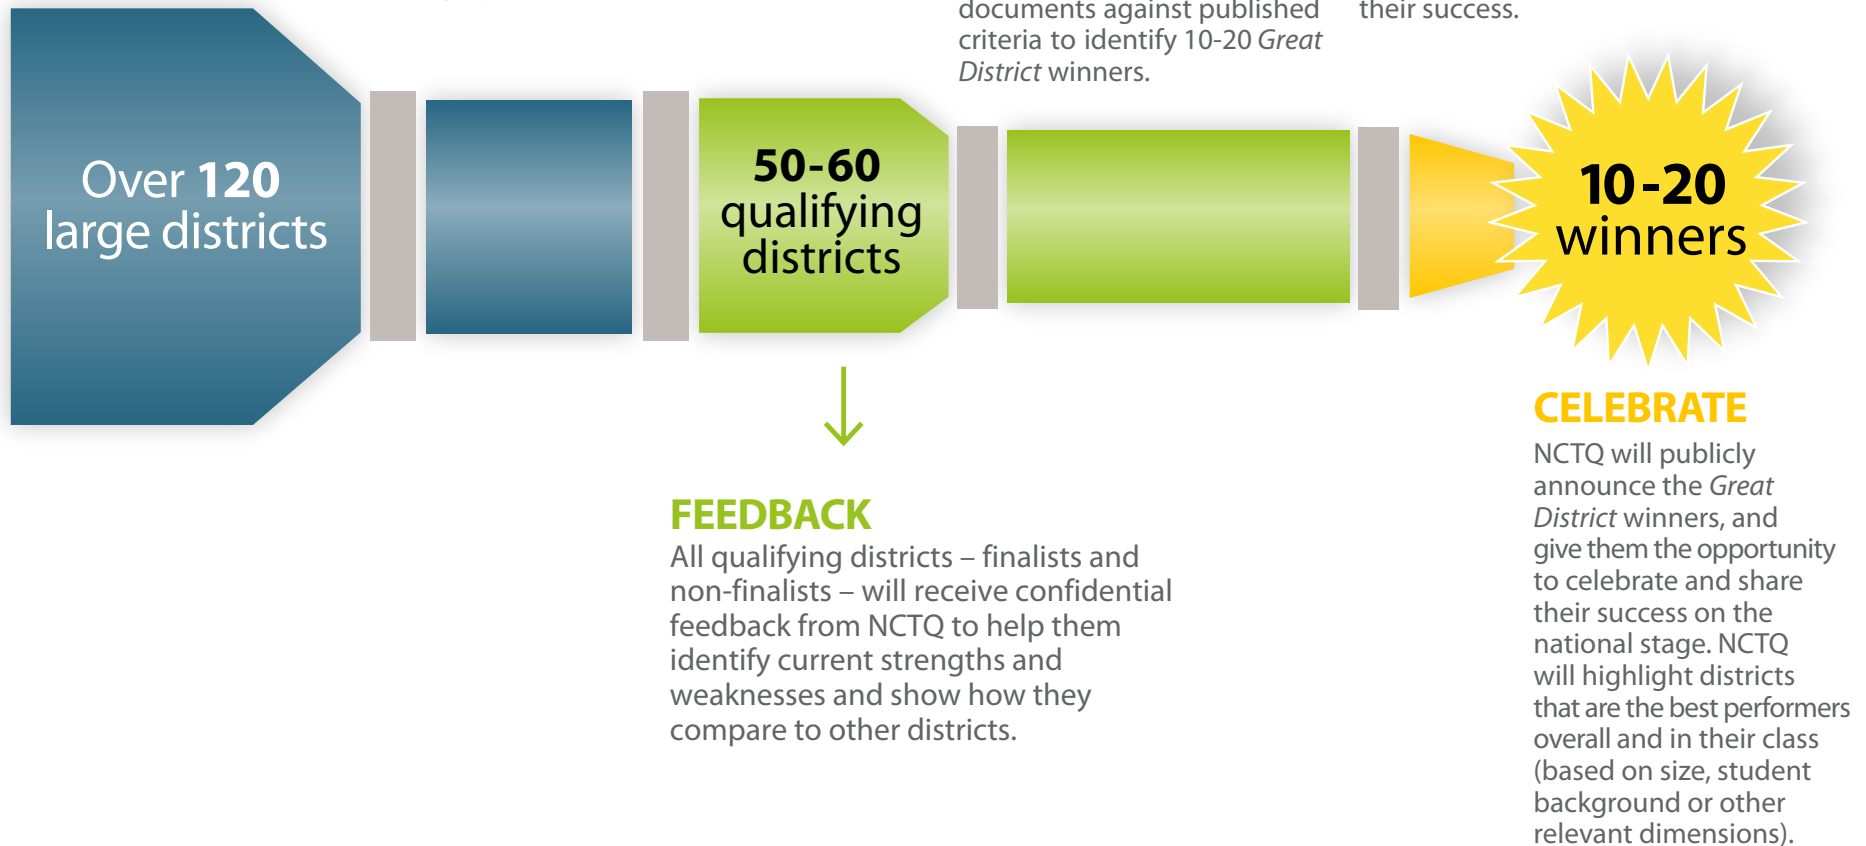 documents against published
criteria to identify 10-20 Great
District winners.
their success.
Over 120
large districts
50-60
qualifying
districts
10-20
winners
FEEDBACK
All qualifying districts – finalists and
non-finalists – will receive confidential
feedback from NCTQ to help them
identify current strengths and
weaknesses and show how they
compare to other districts.
CELEBRATE
NCTQ will publicly
announce the Great
District winners, and
give them the opportunity
to celebrate and share
their success on the
national stage. NCTQ
will highlight districts
that are the best performers
overall and in their class
(based on size, student
background or other
relevant dimensions).